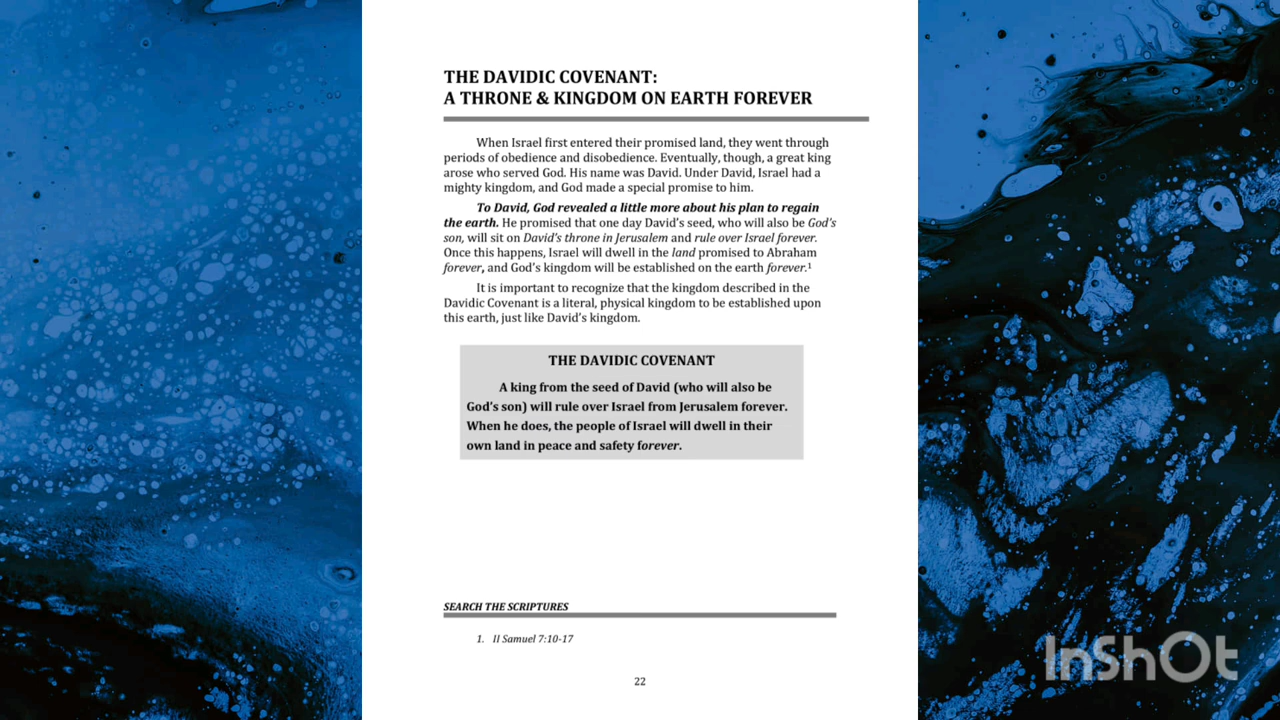 THE DAVIDIC COVENANT:
A THRONE & KINGDOM ON EARTH FOREVER
When Israel first entered their promised land, they went through
periods of obedience and disobedience. Eventually, though, a great king
arose who served God. His name was David. Under David, Israel had a
mighty kingdom, and God made a special promise to him.
To David, God revealed a little more about his plan to regain
the earth. He promised that one day David's seed, who will also be God's
son, will sit on David's throne in Jerusalem and rule over Israel forever.
Once this happens, Israel will dwell in the land promised to Abraham
forever, and God's kingdom will be established on the earth forever.¹
It is important to recognize that the kingdom described in the
Davidic Covenant is a literal, physical kingdom to be established upon
this earth, just like David's kingdom.
THE DAVIDIC COVENANT
A king from the seed of David (who will also be
God's son) will rule over Israel from Jerusalem forever.
When he does, the people of Israel will dwell in their
own land in peace and safety forever.
SEARCH THE SCRIPTURES
1. II Samuel 7:10-17
22
InShOt